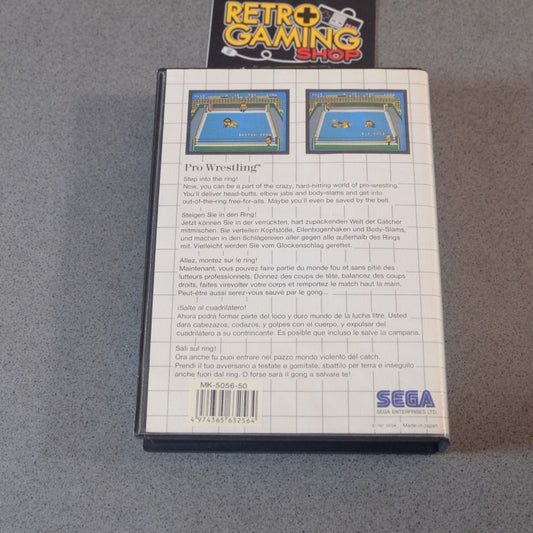 RETRO
GAMING
SHOP
Pro Wrestling™
Step into the ring!
Now, you can be a part of the crazy, hard-hitting world of pro-wrestling.
You'll deliver head-butts, elbow jabs and body-slams and get into
out-of-the-ring free-for-alls. Maybe you'll even be saved by the bell.
Steigen Sie in den Ring!
Jetzt können Sie in der verrückten, hart zupackenden Welt der Catcher
mitmischen. Sie verteilen Kopfstöße, Ellenbogenhaken und Body-Slams,
und machen in den Schlägereien aller gegen alle außerhalb des Rings
mit. Vielleicht werden Sie vom Glockenschlag gerettet.
Allez, montez sur le ring!
Maintenant, vous pouvez faire partie du monde fou et sans pitié des
lutteurs professionnels. Donnez des coups de tête, balancez des coups
droits, faites virevolter votre corps et remportez le match haut la main.
Peut-être aussi serez-vous sauvé par le gong...
¡Salte al cuadrilátero!
Ahora podrá formar parte del loco y duro mundo de la lucha litre. Usted
dará cabezazos, codazos, y golpes con el cuerpo, y expulsar del
cuadrilátero a su contrincante. Es posible que incluso le salve la campana.
Sali sul ring!
Ora anche tu puoi entrare nel pazzo mondo violento del catch.
Prendi il tuo avversario a testate e gomitate, sbattilo per terra e inseguilo
anche fuori dal ring. O forse sarà il gong a salvare te!
MK-5056-50
4 974365 632564
SEGA
SEGA ENTERPRISES LTD.
Made in Japan